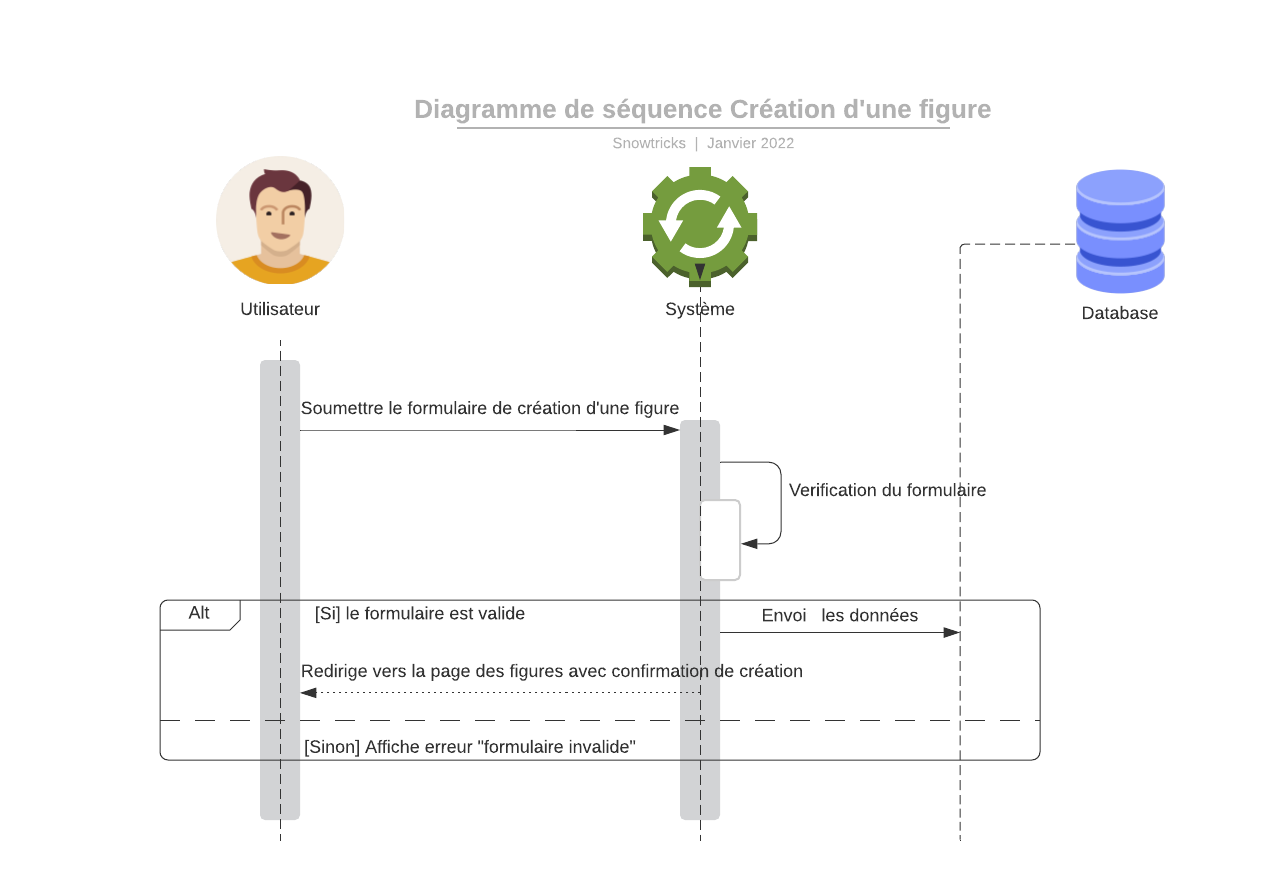 Diagramme de séquence Création d'une figure
Snowtricks | Janvier 2022
Utilisateur
Système
Database
Soumettre le formulaire de création d'une figure
Verification du formulaire
Alt
[Si] le formulaire est valide
Envoi les données
Redirige vers la page des figures avec confirmation de création
[Sinon] Affiche erreur "formulaire invalide"